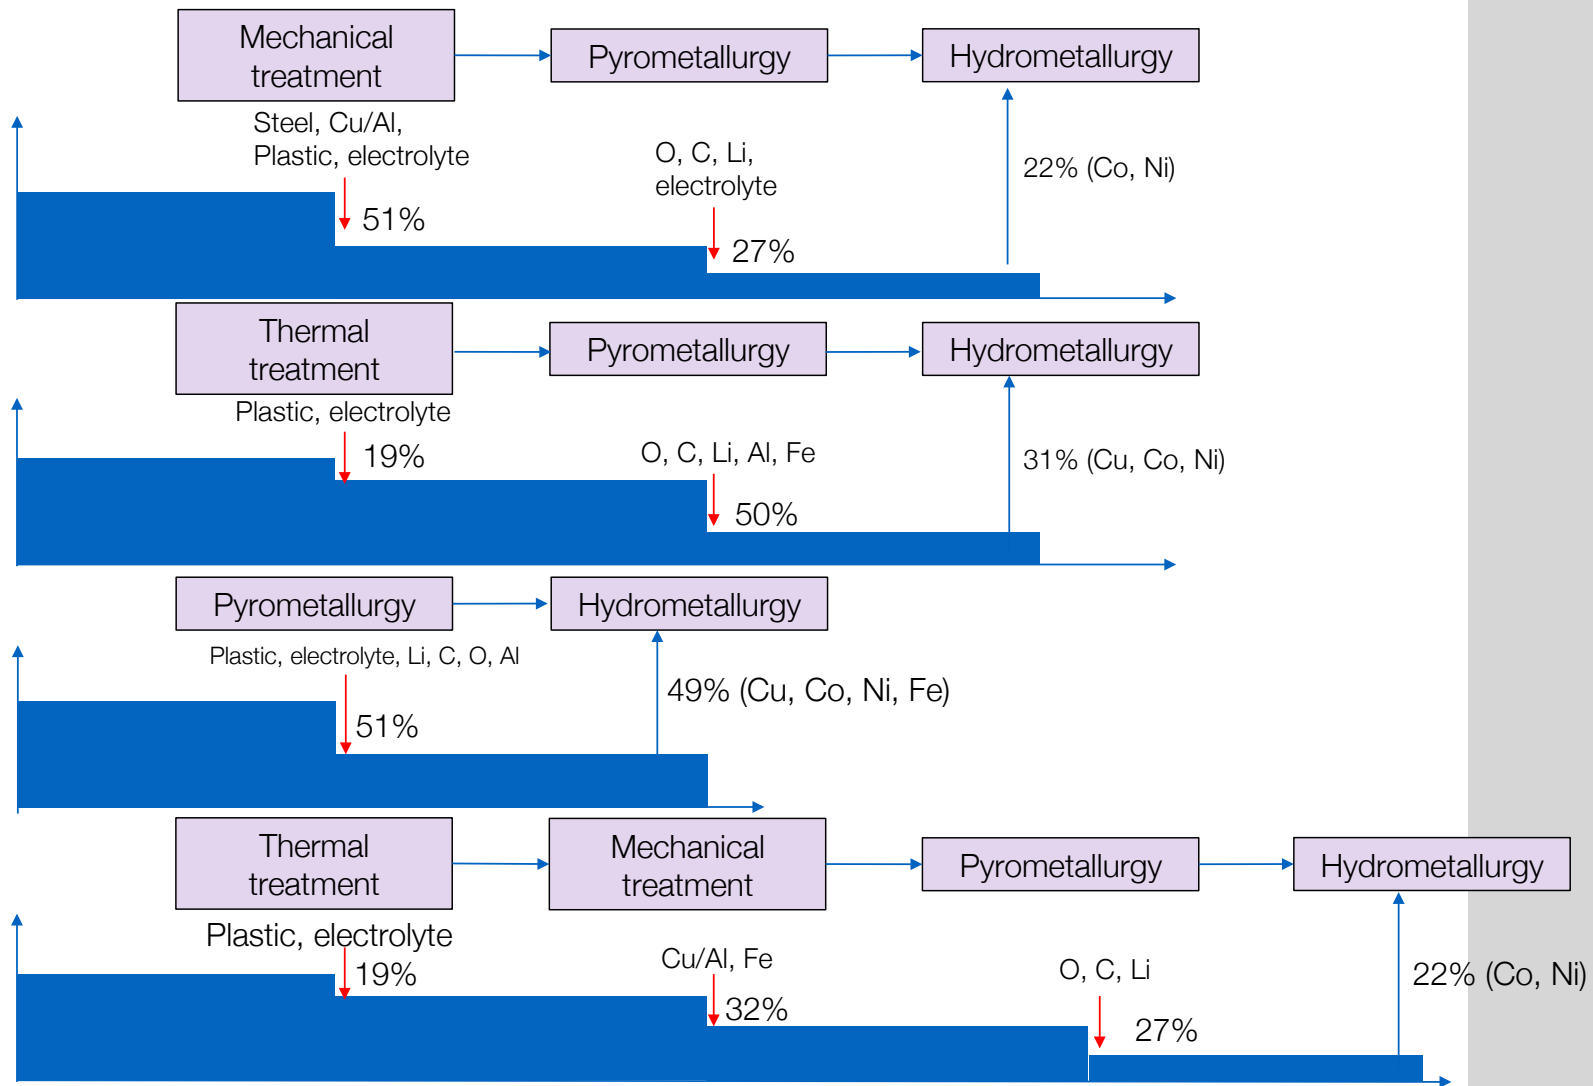 Mechanical
treatment
Pyrometallurgy
Hydrometallurgy
Steel, Cu/Al,
Plastic, electrolyte
51%
O, C, Li,
electrolyte
27%
22% (Co, Ni)
Thermal
treatment
Pyrometallurgy
Hydrometallurgy
Plastic, electrolyte
19%
O, C, Li, Al, Fe
50%
31% (Cu, Co, Ni)
Pyrometallurgy
Hydrometallurgy
Plastic, electrolyte, Li, C, O, Al
51%
49% (Cu, Co, Ni, Fe)
Thermal
treatment
Mechanical
treatment
Pyrometallurgy
Hydrometallurgy
Plastic, electrolyte
19%
Cu/Al, Fe
32%
O, C, Li
27%
22% (Co, Ni)